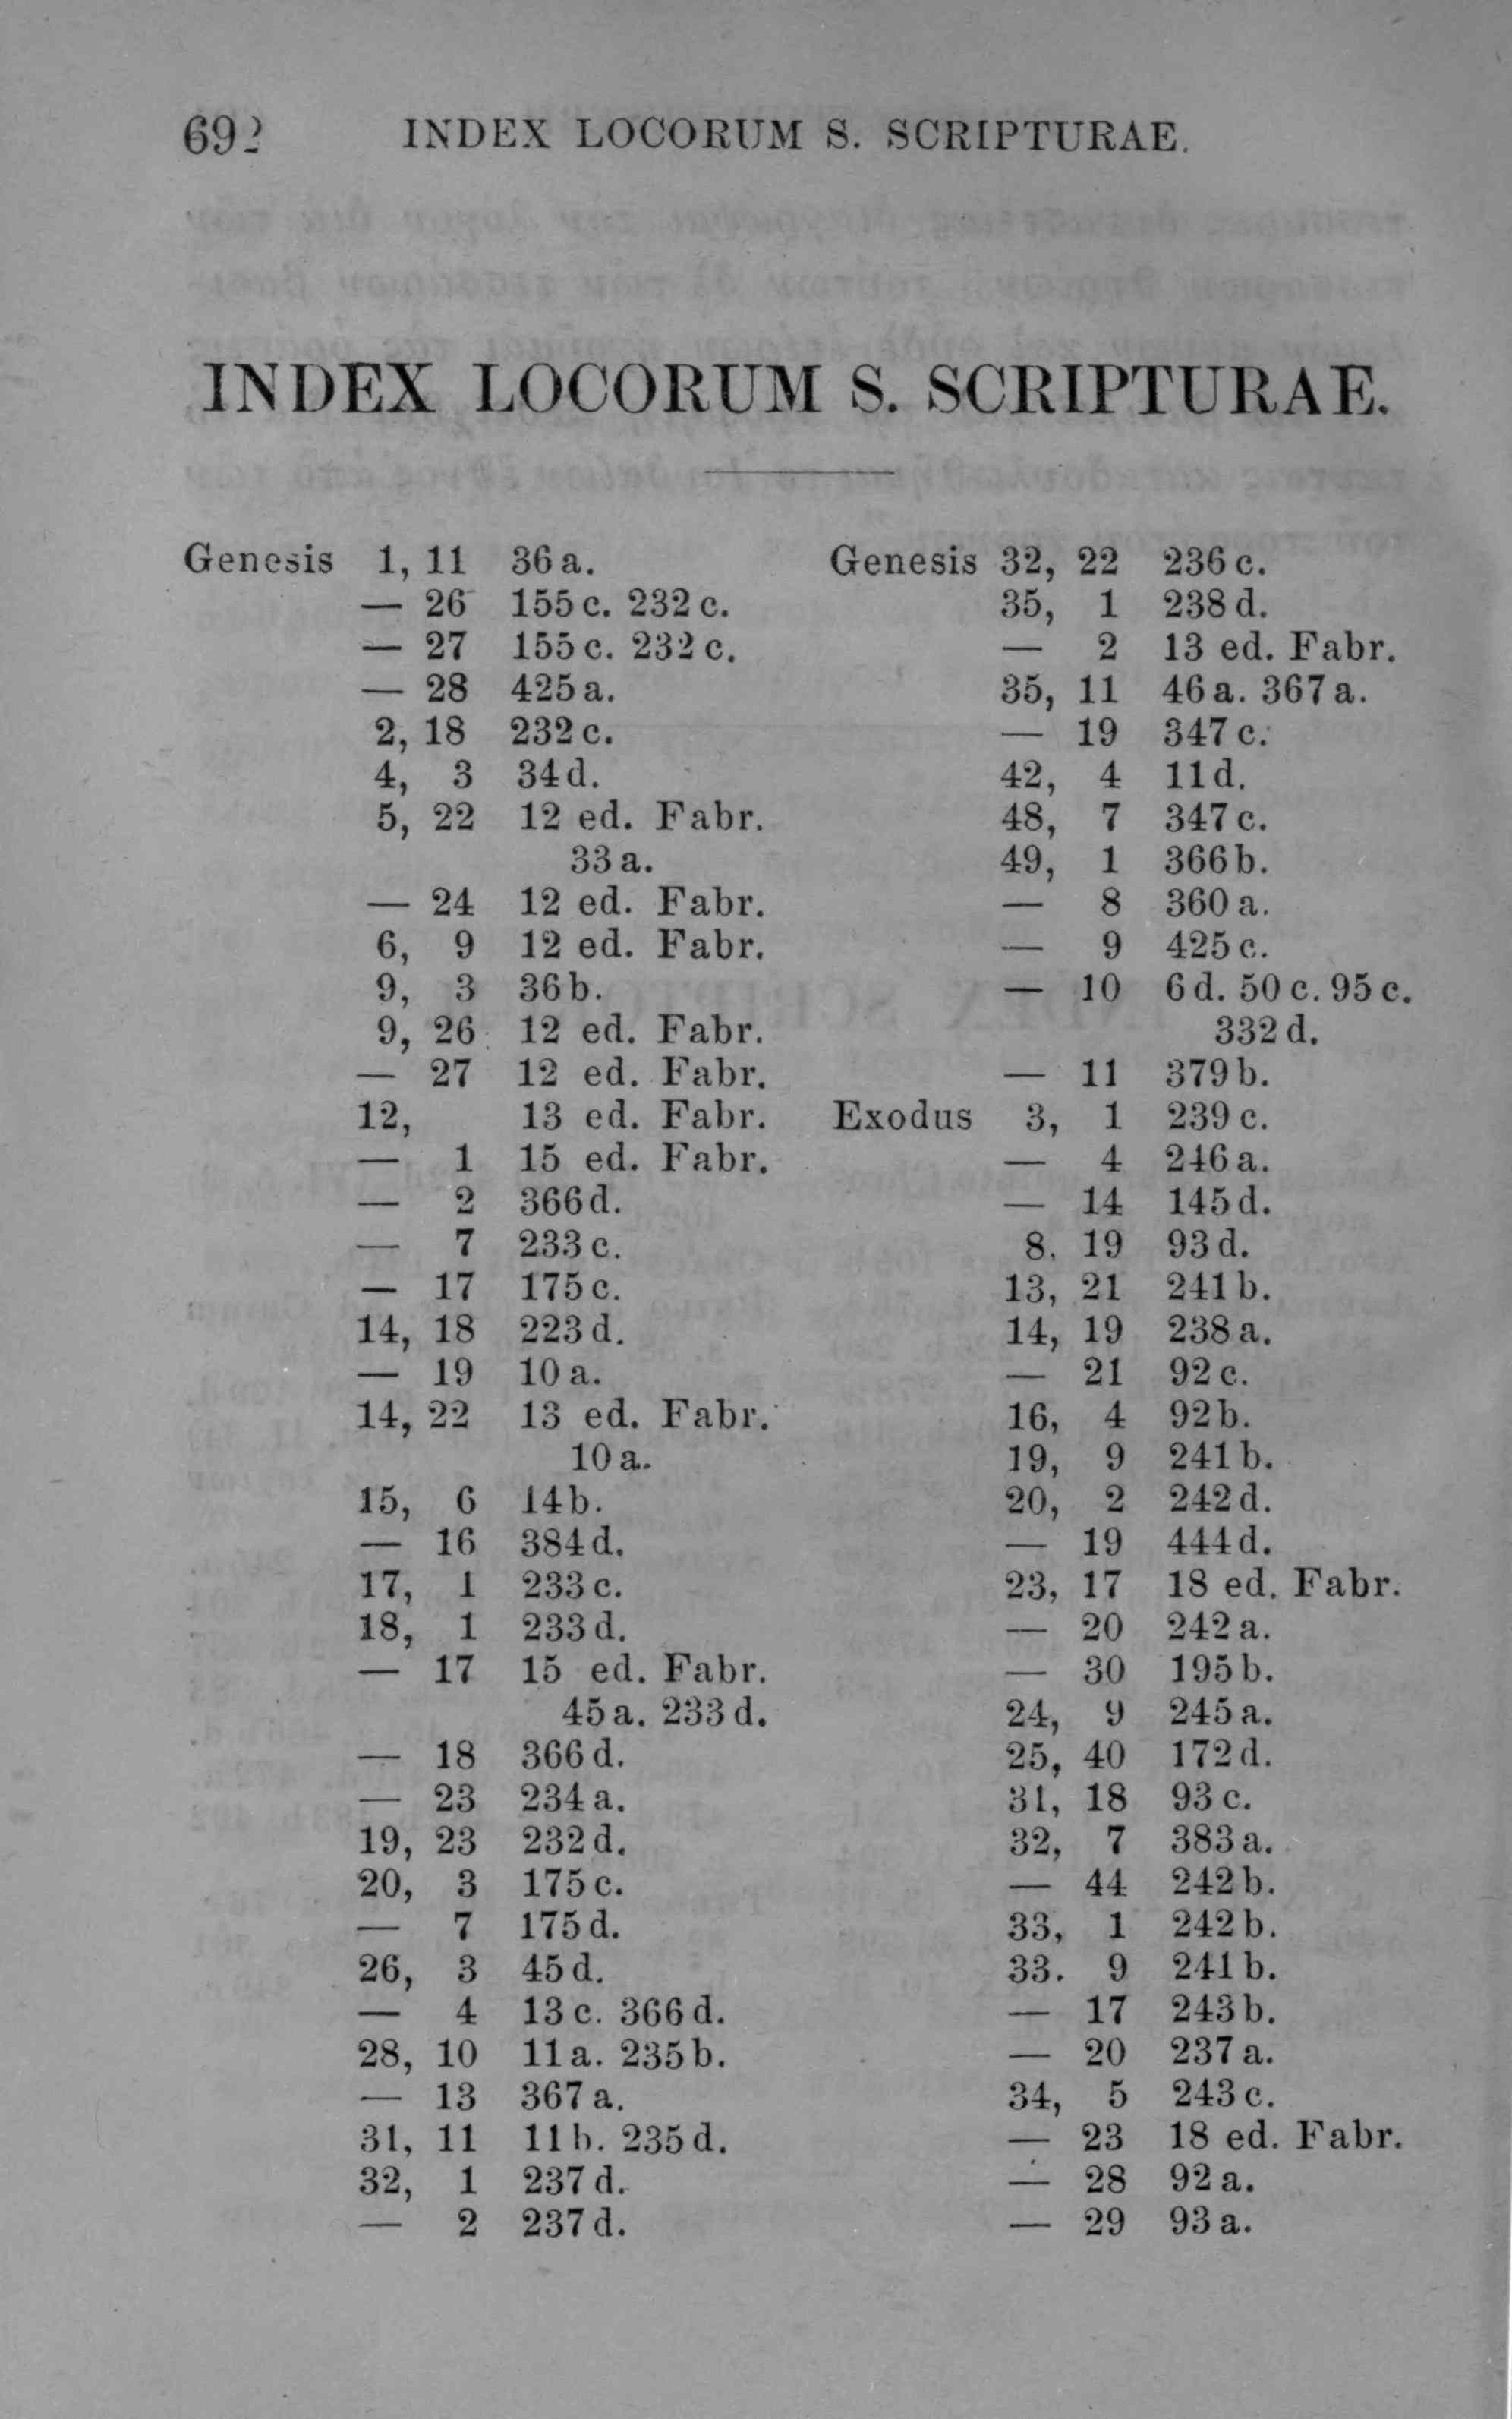 692 INDEX LOCORUM S. SCRIPTURAE.
INDEX LOCORUM S. SCRIPTURAE.
Genesis 1, 11 36 a.
— 26 155 c. 232 c.
— 27 155 c. 232 c.
— 28 425 a.
2, 18 232 c.
4, 3 34 d.
5, 22 12 ed. Fabr.
33 a.
— 24 12 ed. Fabr.
6, 9 12 ed. Fabr.
9, 3 36 b.
9, 26 12 ed. Fabr.
— 27 12 ed. Fabr.
12, 13 ed. Fabr.
— 1 15 ed. Fabr.
— 2 366 d.
— 7 233 c.
— 17 175 c.
14, 18 223 d.
— 19 10 a.
14, 22 13 ed. Fabr.
10 a.
15, 6 14 b.
— 16 384 d.
17, 1 233 c.
18, 1 233 d.
— 17 15 ed. Fabr.
45 a. 233 d.
— 18 366 d.
— 23 234 a.
19, 23 232 d.
20, 3 175 c.
— 7 175 d.
26, 3 45 d.
— 4 13 c. 366 d.
28, 10 11 a. 235 b.
— 13 367 a.
31, 11 11 b. 235 d.
32, 1 237 d.
— 2 237 d.
Genesis 32, 22 236 c.
35, 1 238 d.
— 2 13 ed. Fabr.
35, 11 46 a. 367 a.
— 19 347 c.
42, 4 11 d.
48, 7 347 c.
49, 1 366 b.
— 8 360 a.
— 9 425 c.
— 10 6 d. 50 c. 95 c.
332 d.
— 11 379 b.
Exodus 3, 1 239 c.
— 4 246 a.
— 14 145 d.
8. 19 93 d.
13, 21 241 b.
14, 19 238 a.
— 21 92 c.
16, 4 92 b.
19, 9 241 b.
20, 2 242 d.
— 19 444 d.
23, 17 18 ed. Fabr.
— 20 242 a.
— 30 195 b.
24, 9 245 a.
25, 40 172 d.
31, 18 93 c.
32, 7 383 a.
— 44 242 b.
33, 1 242 b.
33. 9 241 b.
— 17 243 b.
— 20 237 a.
34, 5 243 c.
— 23 18 ed. Fabr.
— 28 92 a.
— 29 93 a.